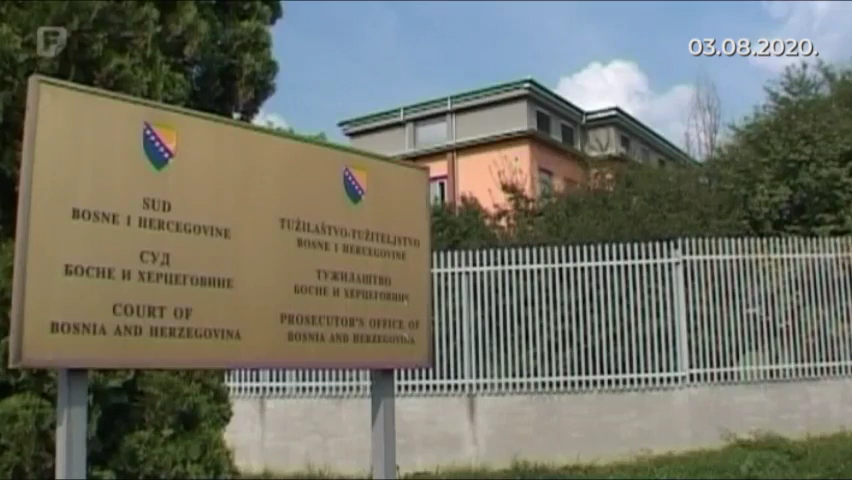 03.08.2020.
SUD
BOSNE I HERCEGOVINE
СУД
БОСНЕ И ХЕРЦЕГОВИНЕ
COURT OF
BOSNIA AND HERZEGOVINA
TUŽILAŠTVO-TUŽITELJSTVO
BOSNE I HERCEGOVINE
ТУЖИЛАШТВО
БОСНЕ И ХЕРЦЕГОВИНЕ
PROSECUTOR'S OFFICE OF
BOSNIA AND HERZEGOVINA